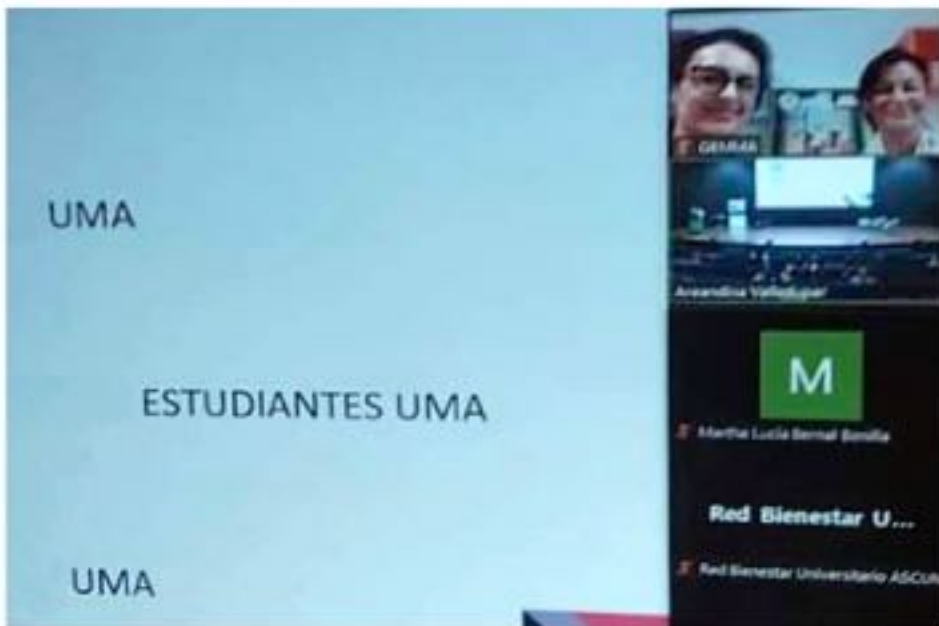 UMA
ESTUDIANTES UMA
UMA
GEMMA
Areandina Valledupar
M
Martha Lucia Bernal Bonilla
Red Bienestar U...
Red Bienestar Universitario ASCUN